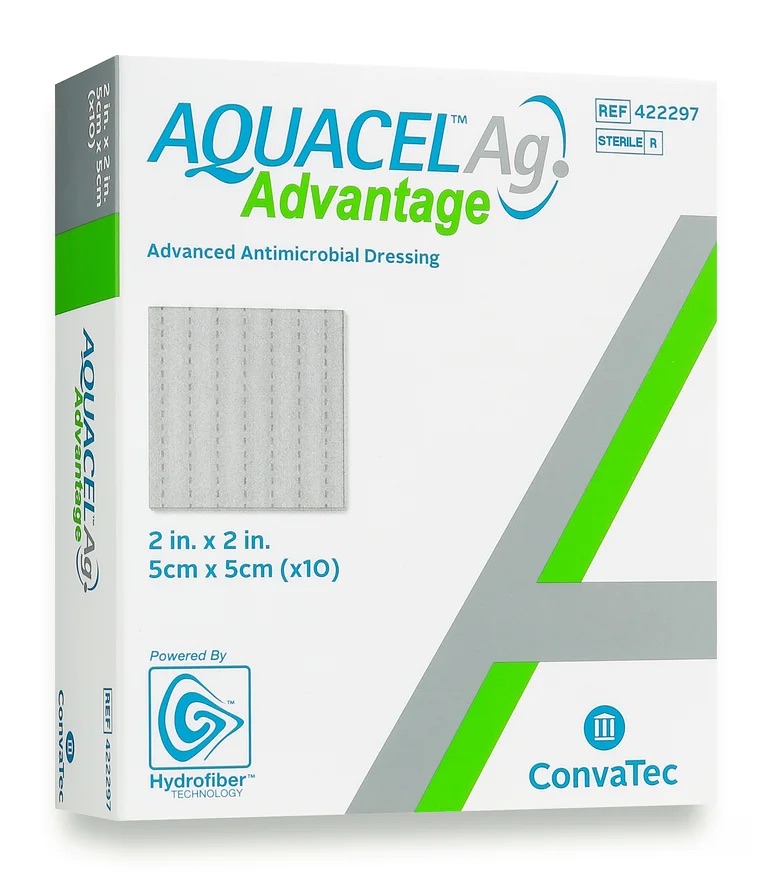 AQUACEL™ Ag.
Advantage
Advanced Antimicrobial Dressing
REF 422297
STERILE R
2 in. x 2 in.
5cm x 5cm (x10)
Powered By
™
Hydrofiber™
TECHNOLOGY
ConvaTec
2 in. x 2 in.
5cm x 5cm
(x10)
AQUACEL™ Ag.
Advantage
ConvaTec
REF 422297